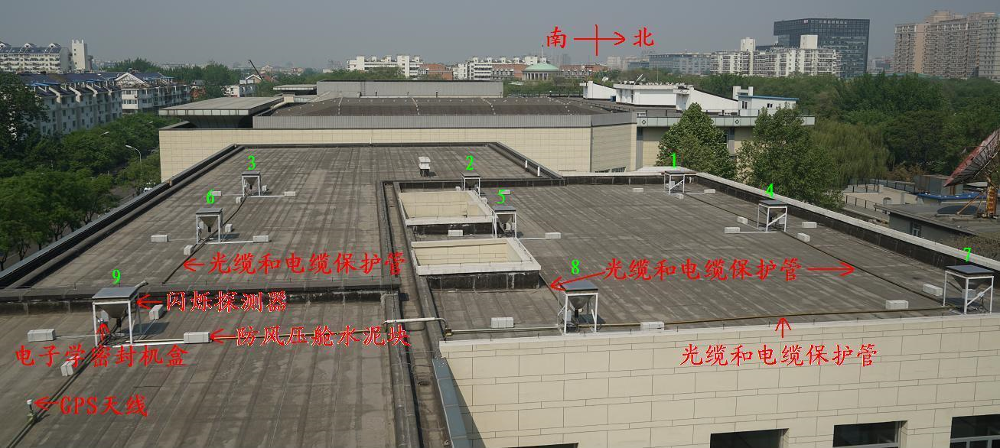 南 北
1
3
2
4
6
5
7
光缆和电缆保护管
8
光缆和电缆保护管
9
闪烁探测器
防风压舱水泥块
电子学密封机盒
光缆和电缆保护管
GPS天线